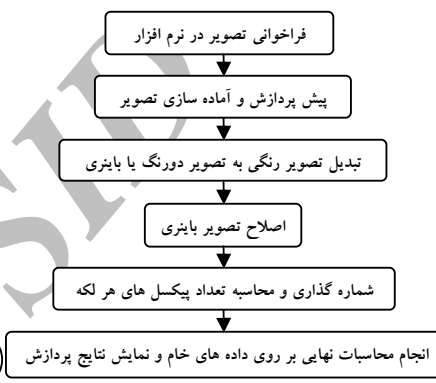 فراخوانی تصویر در نرم افزار
پیش پردازش و آماده سازی تصویر
تبدیل تصویر رنگی به تصویر دورنگ یا باینری
اصلاح تصویر باینری
شماره گذاری و محاسبه تعداد پیکسل های هر لکه
انجام محاسبات نهایی بر روی داده های خام و نمایش نتایج پردازش
SID